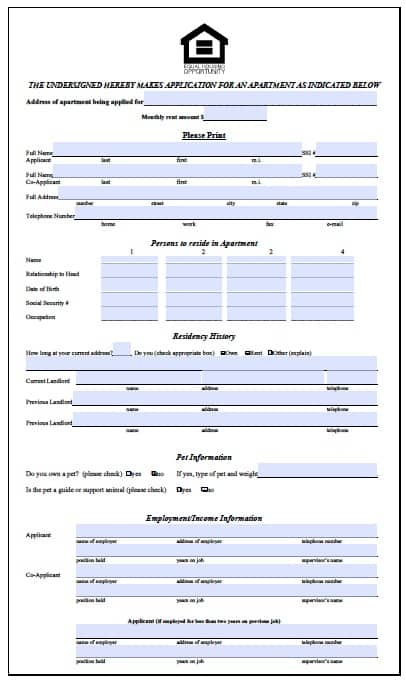 EQUAL HOUSING
OPPORTUNITY
THE UNDERSIGNED HEREBY MAKES APPLICATION FOR AN APARTMENT AS INDICATED BELOW
Address of apartment being applied for
Monthly rent amount $
Please Print
Full Name SS1 #
Applicant last first m.i.
Full Name SS1 #
Co-Applicant last first m.i.
Full Address
number street city state zip
Telephone Number
home work fax e-mail
Persons to reside in Apartment
1 2 2 4
Name
Relationship to Head
Date of Birth
Social Security #
Occupation
Residency History
How long at your current address? Do you (check appropriate box) Own Rent Other (explain)
Current Landlord
name address telephone
Previous Landlord
name address telephone
Previous Landlord
name address telephone
Pet Information
Do you own a pet? (please check) yes no If yes, type of pet and weight
Is the pet a guide or support animal (please check) yes no
Employment/Income Information
Applicant
name of employer address of employer telephone number
position held years on job supervisor's name
Co-Applicant
name of employer address of employer telephone number
position held years on job supervisor's name
Applicant (if employed for less than two years on previous job)
name of employer address of employer telephone number
position held years on job supervisor's name